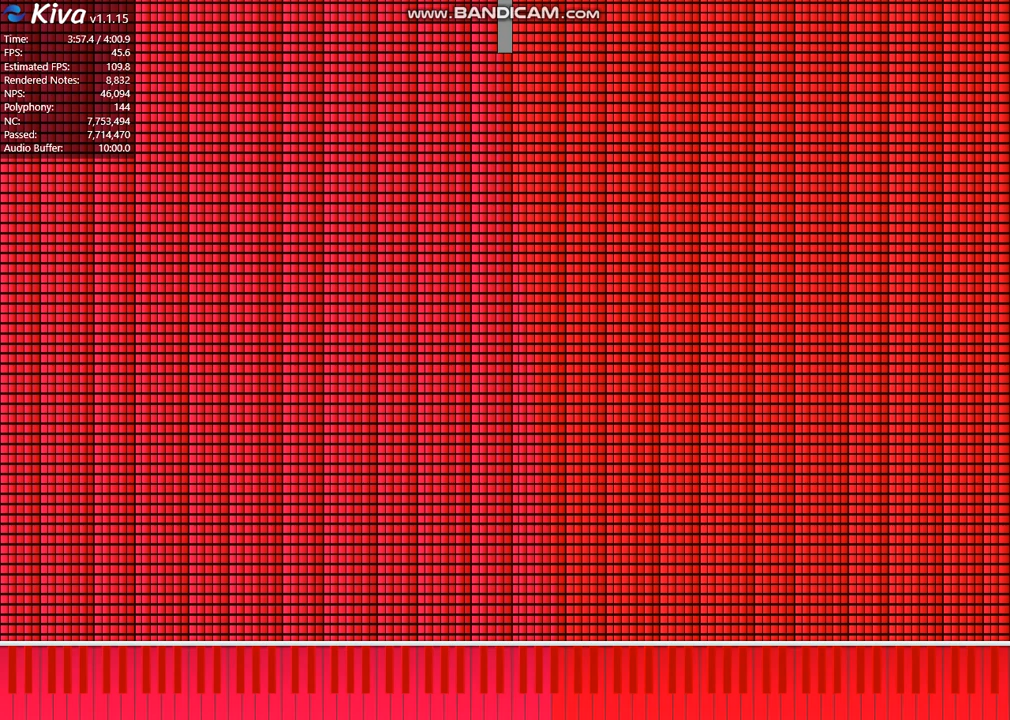 Kiva v1.1.15
www.BANDICAM.com
Time: 3:57.4 / 4:00.9
FPS: 45.6
Estimated FPS: 109.8
Rendered Notes: 8,832
NPS: 46,094
Polyphony: 144
NC: 7,753,494
Passed: 7,714,470
Audio Buffer: 10:00.0